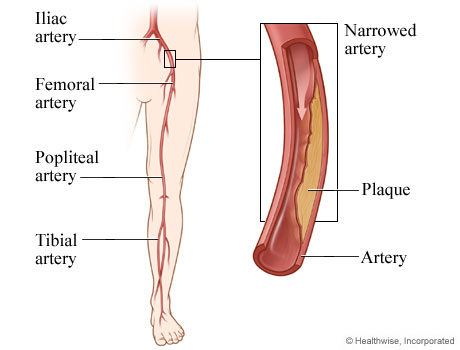 Iliac
artery
Femoral
artery
Popliteal
artery
Tibial
artery
Narrowed
artery
Plaque
Artery
© Healthwise, Incorporated